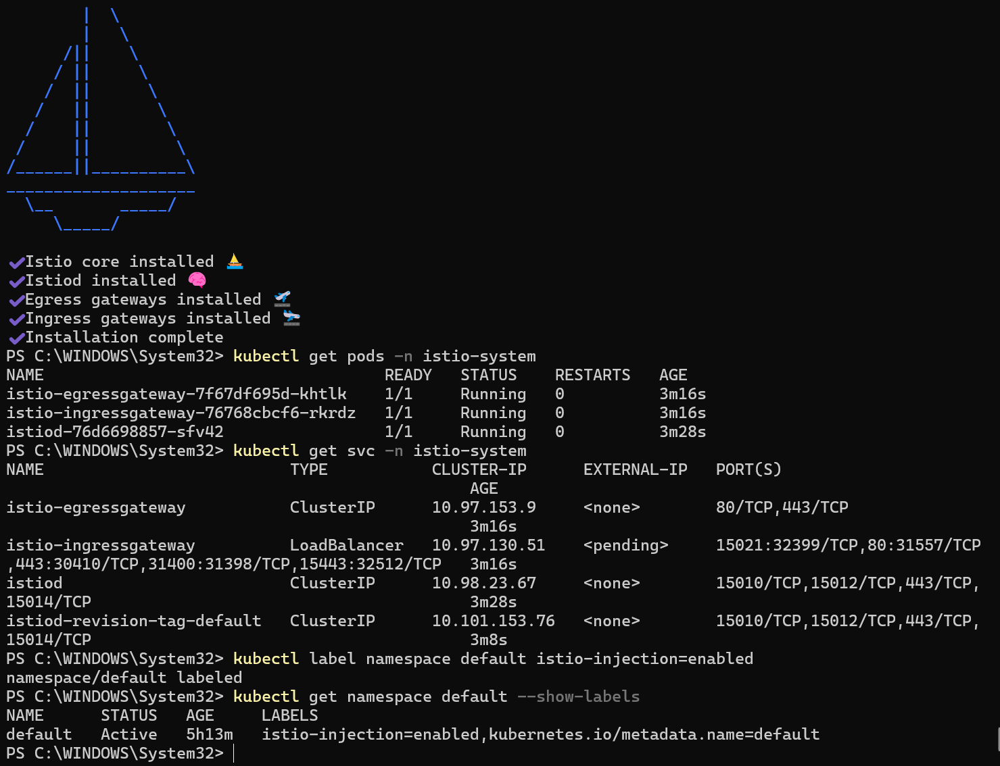 |  \
            |   \
      /||    \
     / ||     \
    /  ||      \
   /   ||       \
  /    ||        \
 /     ||         \
/______||__________\
____________________
  \__       _____/
     \_____/
✔Istio core installed ⛵
✔Istiod installed 🧠
✔Egress gateways installed 🛫
✔Ingress gateways installed 🛬
✔Installation complete
PS C:\WINDOWS\System32> kubectl get pods -n istio-system
NAME                                    READY   STATUS    RESTARTS   AGE
istio-egressgateway-7f67df695d-khtlk    1/1     Running   0          3m16s
istio-ingressgateway-76768cbcf6-rkrdz   1/1     Running   0          3m16s
istiod-76d6698857-sfv42                 1/1     Running   0          3m28s
PS C:\WINDOWS\System32> kubectl get svc -n istio-system
NAME                          TYPE           CLUSTER-IP      EXTERNAL-IP   PORT(S)
                                                 AGE
istio-egressgateway           ClusterIP      10.97.153.9     <none>        80/TCP,443/TCP
                                                 3m16s
istio-ingressgateway          LoadBalancer   10.97.130.51    <pending>     15021:32399/TCP,80:31557/TCP
,443:30410/TCP,31400:31398/TCP,15443:32512/TCP   3m16s
istiod                        ClusterIP      10.98.23.67     <none>        15010/TCP,15012/TCP,443/TCP,
15014/TCP                                        3m28s
istiod-revision-tag-default   ClusterIP      10.101.153.76   <none>        15010/TCP,15012/TCP,443/TCP,
15014/TCP                                        3m8s
PS C:\WINDOWS\System32> kubectl label namespace default istio-injection=enabled
namespace/default labeled
PS C:\WINDOWS\System32> kubectl get namespace default --show-labels
NAME      STATUS   AGE     LABELS
default   Active   5h13m   istio-injection=enabled,kubernetes.io/metadata.name=default
PS C:\WINDOWS\System32>